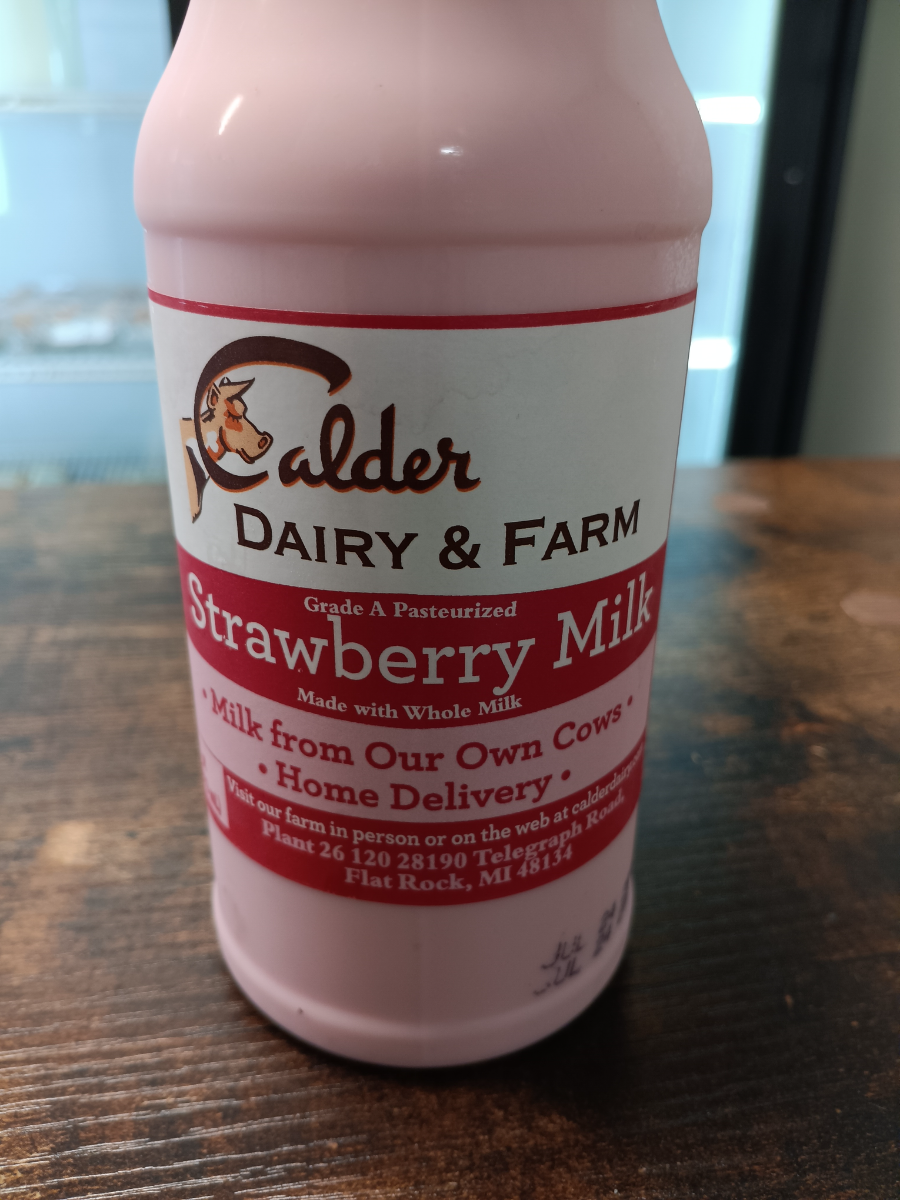 Calder
DAIRY & FARM
Grade A Pasteurized
Strawberry Milk
Made with Whole Milk
• Milk from Our Own Cows •
• Home Delivery •
Visit our farm in person or on the web at
Plant 26 120 28190 Telegraph Road,
Flat Rock, MI 48134
JUL
JUL